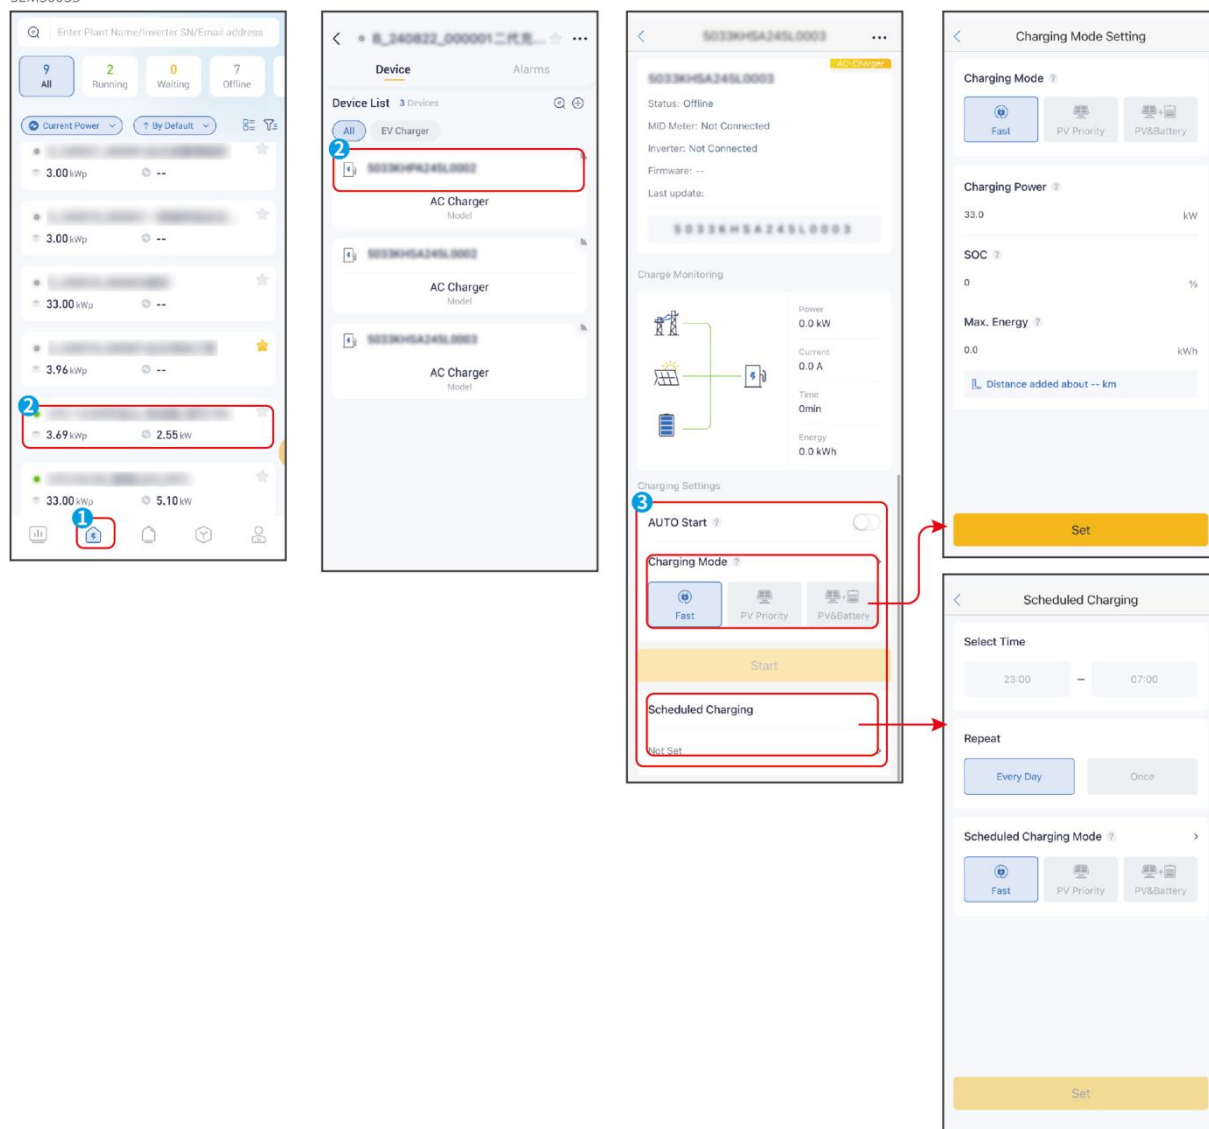 Enter Plant Name/Inverter SN/Email address
9 2 0 7
All Running Waiting Offline
Current Power ↑ By Default
3.00 kWp --
3.00 kWp --
33.00 kWp --
3.96 kWp --
2
3.69 kWp 2.55 kW
33.00 kWp 5.10 kW
1
Device Alarms
Device List 3 Devices
All EV Charger
2
AC Charger
Model
AC Charger
Model
AC Charger
Model
AC-Charger
Status: Offline
MID Meter: Not Connected
Inverter: Not Connected
Firmware: --
Last update:
Charge Monitoring
Power
0.0 kW
Current
0.0 A
Time
0min
Energy
0.0 kWh
Charging Settings
3
AUTO Start ?
Charging Mode ?
Fast PV Priority PV&Battery
Start
Scheduled Charging
Not Set
Charging Mode Setting
Charging Mode ?
Fast PV Priority PV&Battery
Charging Power ?
33.0 kW
SOC ?
0 %
Max. Energy ?
0.0 kWh
Distance added about -- km
Set
Scheduled Charging
Select Time
23:00 – 07:00
Repeat
Every Day Once
Scheduled Charging Mode ?
Fast PV Priority PV&Battery
Set